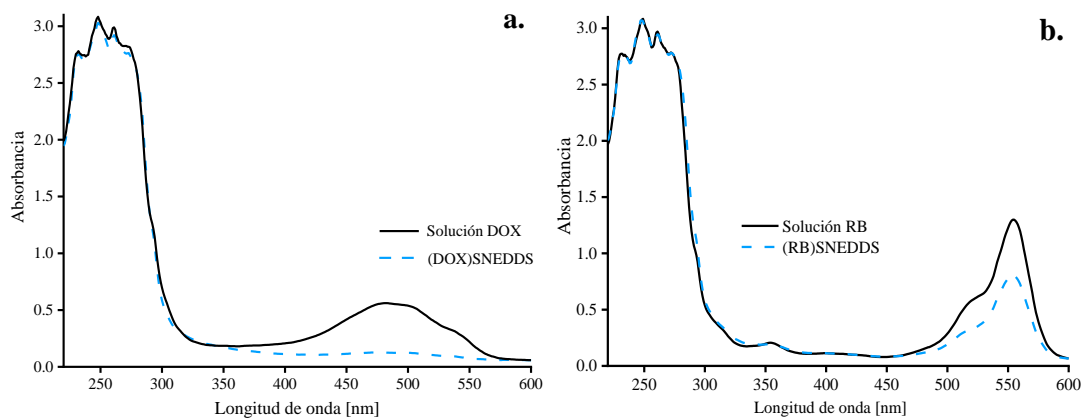 a.
3.0
2.5
2.0
1.5
1.0
0.5
0.0
Absorbancia
Solución DOX
(DOX)SNEDDS
250 300 350 400 450 500 550 600
Longitud de onda [nm]
b.
3.0
2.5
2.0
1.5
1.0
0.5
0.0
Absorbancia
Solución RB
(RB)SNEDDS
250 300 350 400 450 500 550 600
Longitud de onda [nm]